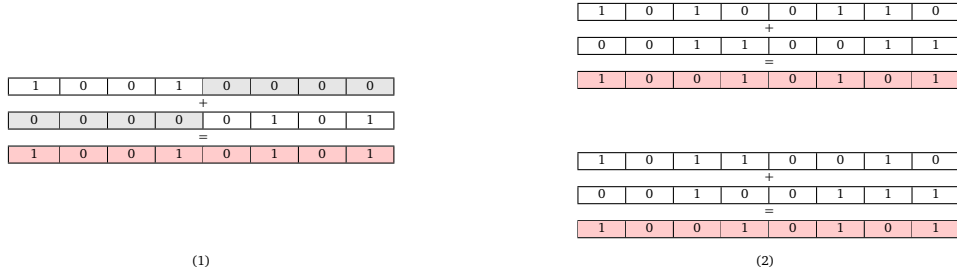 1 0 0 1 0 0 0 0
+
0 0 0 0 0 1 0 1
=
1 0 0 1 0 1 0 1
(1)
1 0 1 0 0 1 1 0
+
0 0 1 1 0 0 1 1
=
1 0 0 1 0 1 0 1
1 0 1 1 0 0 1 0
+
0 0 1 0 0 1 1 1
=
1 0 0 1 0 1 0 1
(2)